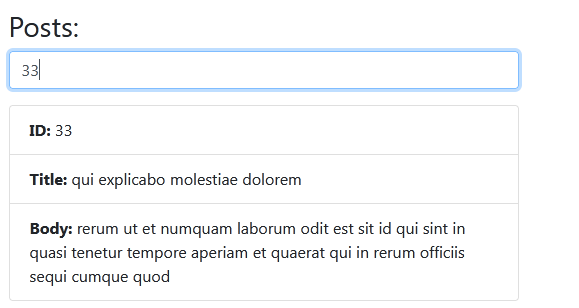 Posts:
33
ID: 33
Title: qui explicabo molestiae dolorem
Body: rerum ut et numquam laborum odit est sit id qui sint in
quasi tenetur tempore aperiam et quaerat qui in rerum officiis
sequi cumque quod